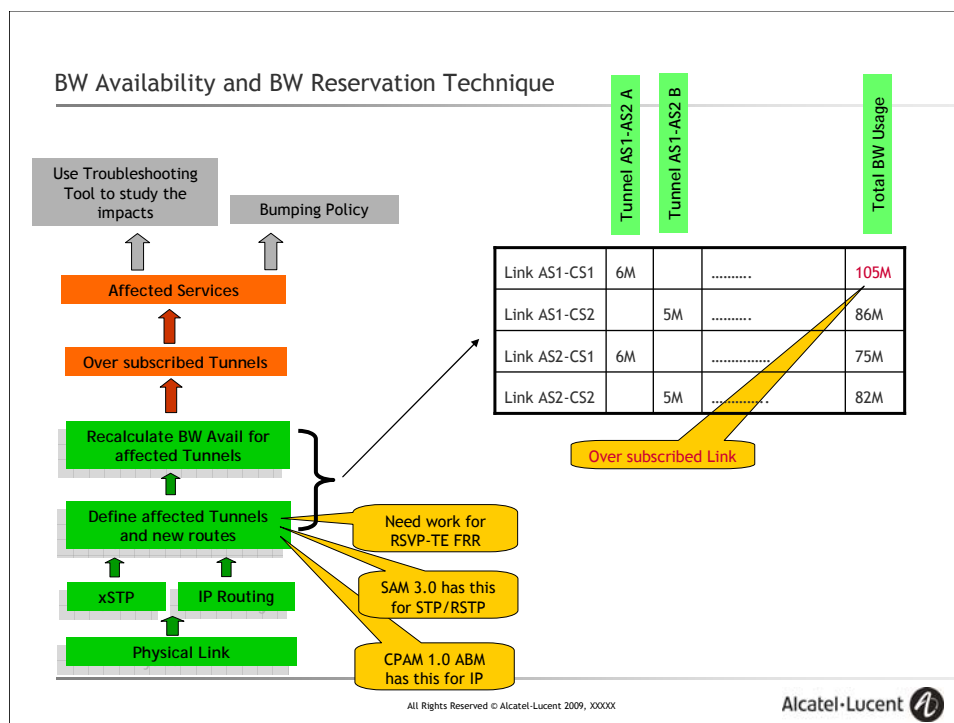 BW Availability and BW Reservation Technique
Tunnel AS1-AS2 A
Tunnel AS1-AS2 B
Total BW Usage
Use Troubleshooting
Tool to study the
impacts
Bumping Policy
Affected Services
Over subscribed Tunnels
Recalculate BW Avail for
affected Tunnels
Define affected Tunnels
and new routes
xSTP
IP Routing
Physical Link
Link AS1-CS1 6M ………. 105M
Link AS1-CS2 5M ………. 86M
Link AS2-CS1 6M …………… 75M
Link AS2-CS2 5M ………….. 82M
Over subscribed Link
Need work for
RSVP-TE FRR
SAM 3.0 has this
for STP/RSTP
CPAM 1.0 ABM
has this for IP
All Rights Reserved © Alcatel-Lucent 2009, XXXXX
Alcatel·Lucent